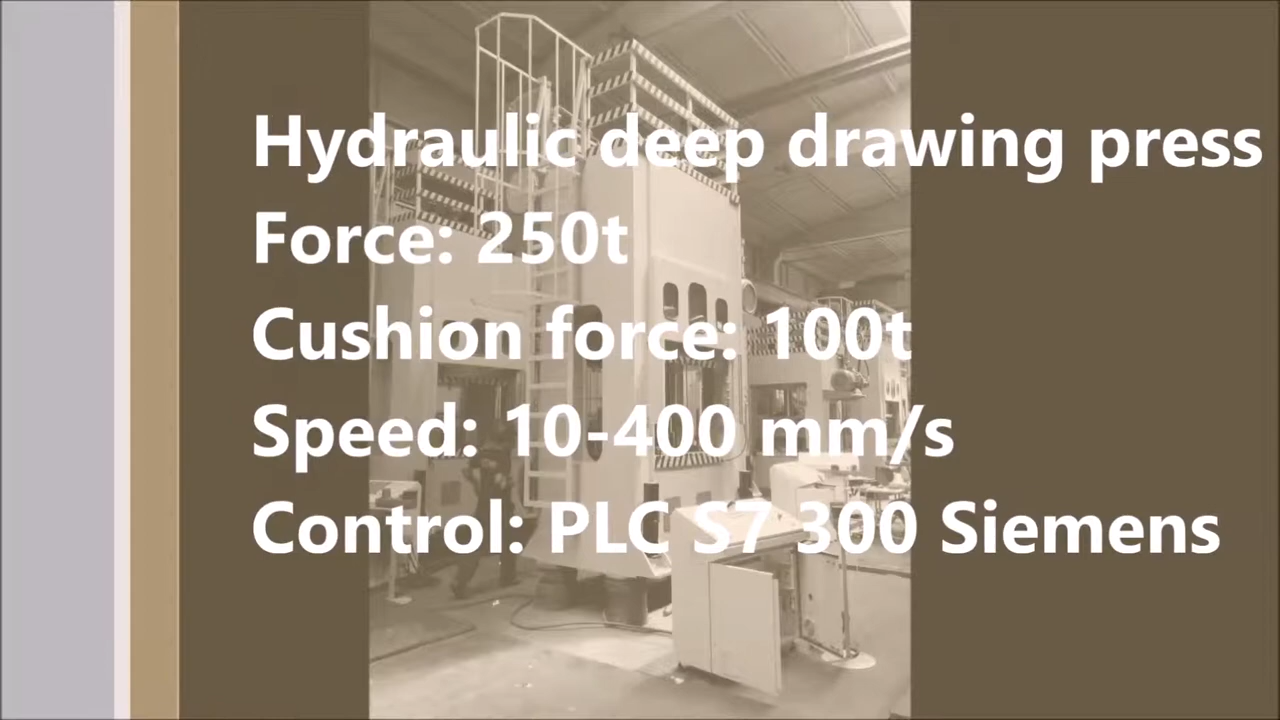 Hydraulic deep drawing press
Force: 250t
Cushion force: 100t
Speed: 10-400 mm/s
Control: PLC S7 300 Siemens